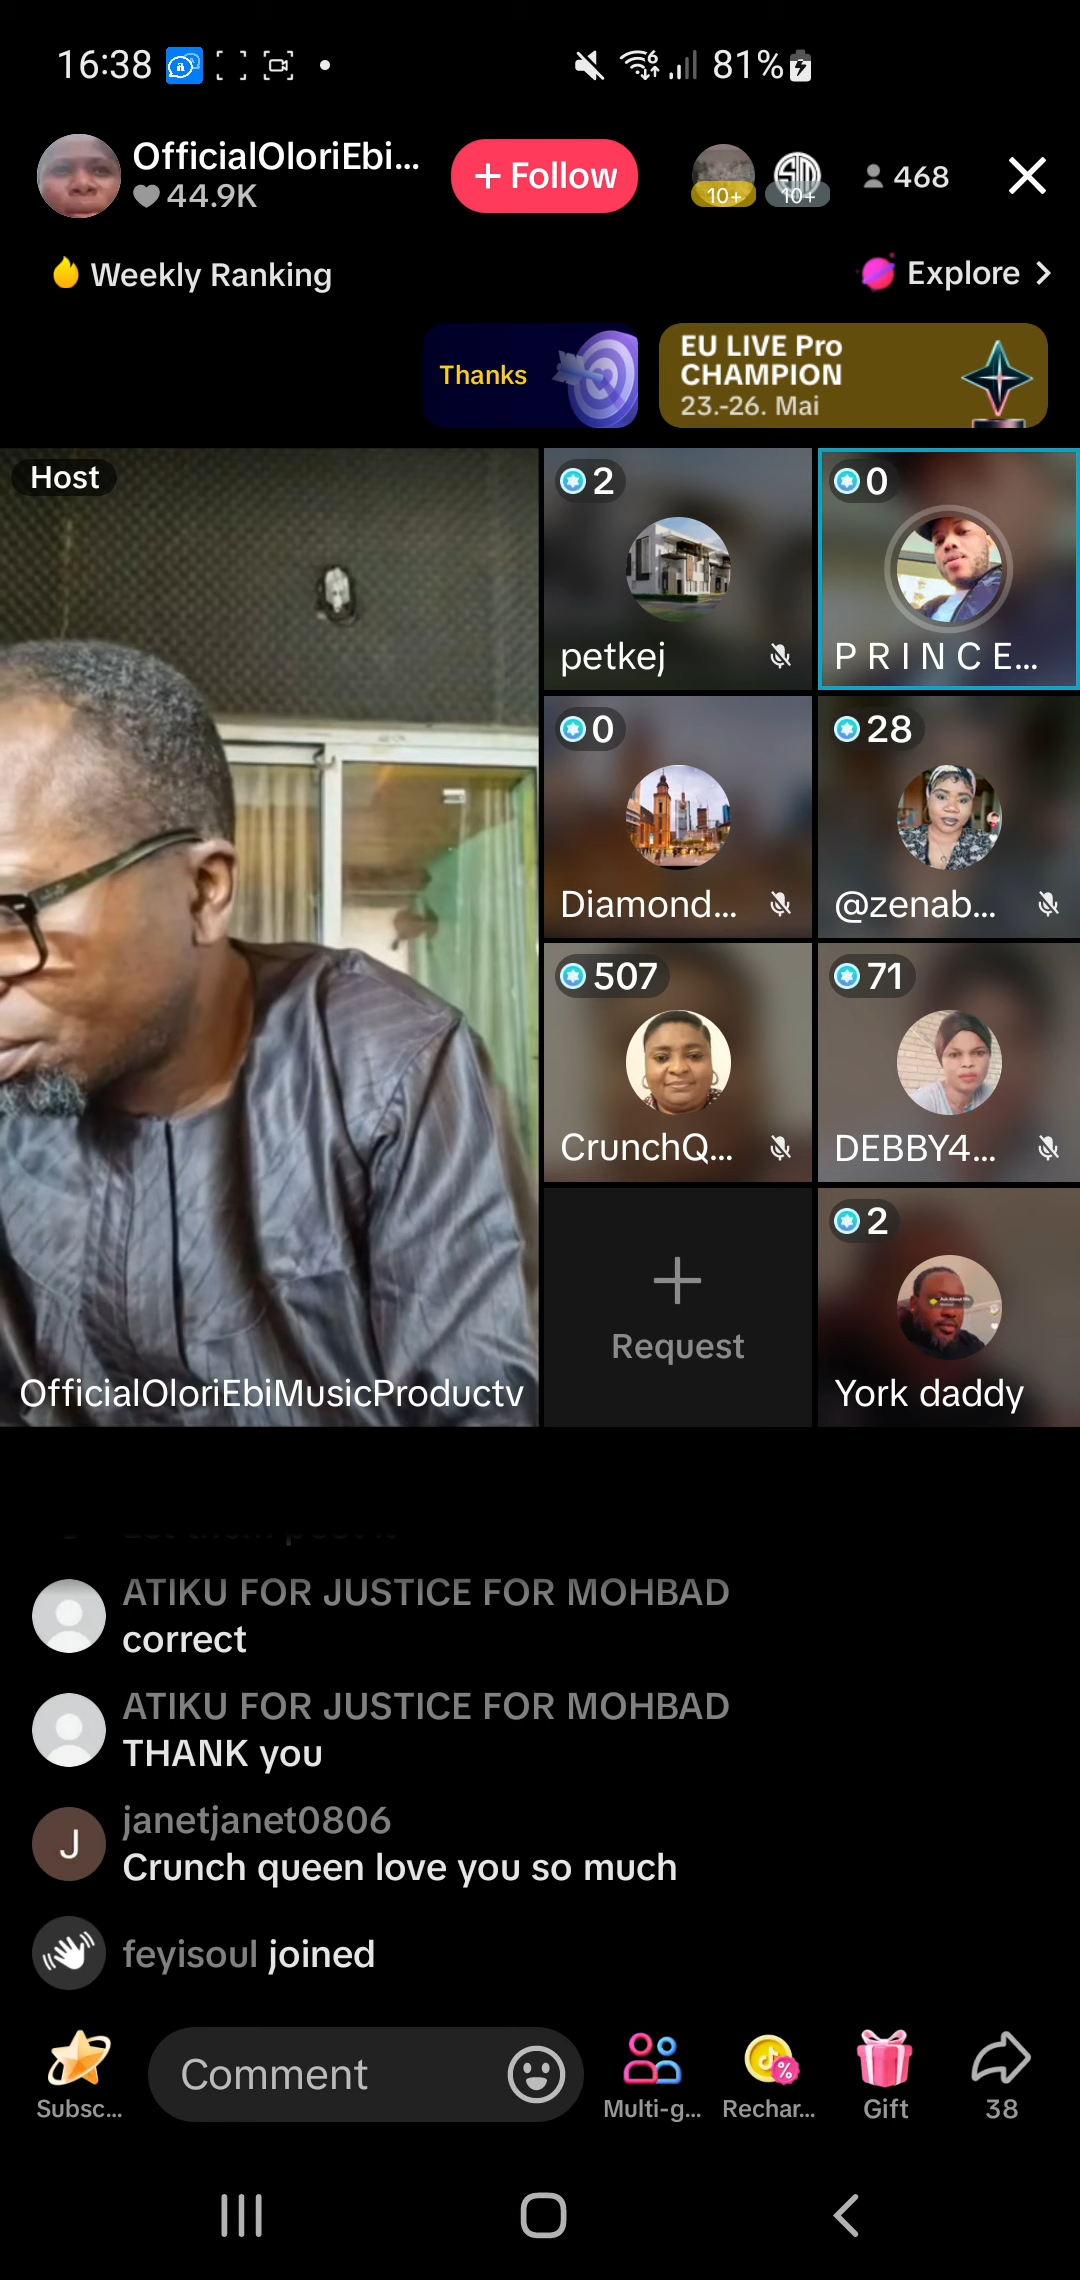 16:38
81%
OfficialOloriEbi...
44.9K
+ Follow
10+
10+
468
Weekly Ranking
Explore >
Thanks
EU LIVE Pro
CHAMPION
23.-26. Mai
Host
2
petkej
0
P R I N C E...
0
Diamond...
28
@zenab...
507
CrunchQ...
71
DEBBY4...
Request
2
York daddy
OfficialOloriEbiMusicProductv
ATIKU FOR JUSTICE FOR MOHBAD
correct
ATIKU FOR JUSTICE FOR MOHBAD
THANK you
J
janetjanet0806
Crunch queen love you so much
feyisoul joined
Subsc...
Comment
Multi-g...
Rechar...
Gift
38